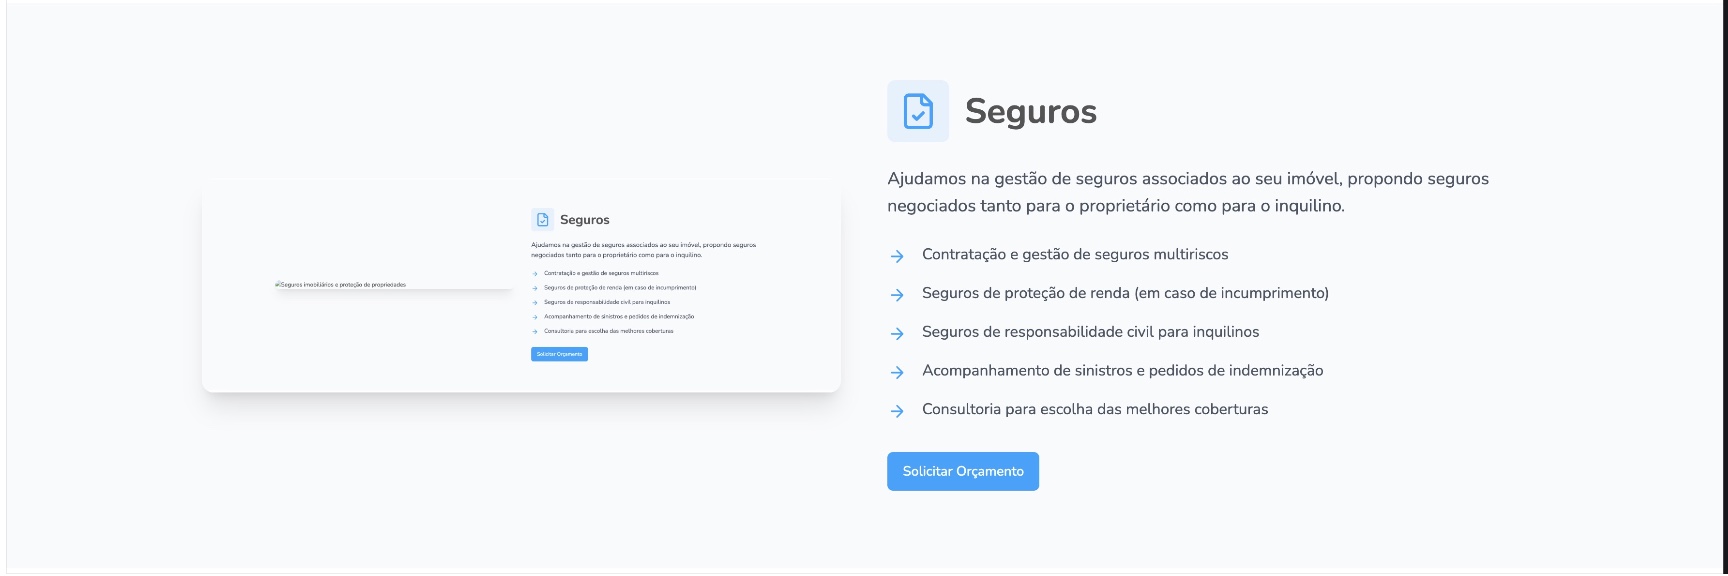 Seguros
Ajudamos na gestão de seguros associados ao seu imóvel, propondo seguros
negociados tanto para o proprietário como para o inquilino.
Contratação e gestão de seguros multiriscos
Seguros de proteção de renda (em caso de incumprimento)
Seguros de responsabilidade civil para inquilinos
Acompanhamento de sinistros e pedidos de indemnização
Consultoria para escolha das melhores coberturas
Solicitar Orçamento
Seguros imobiliários e proteção de propriedades
Seguros
Ajudamos na gestão de seguros associados ao seu imóvel, propondo seguros
negociados tanto para o proprietário como para o inquilino.
Contratação e gestão de seguros multiriscos
Seguros de proteção de renda (em caso de incumprimento)
Seguros de responsabilidade civil para inquilinos
Acompanhamento de sinistros e pedidos de indemnização
Consultoria para escolha das melhores coberturas
Solicitar Orçamento